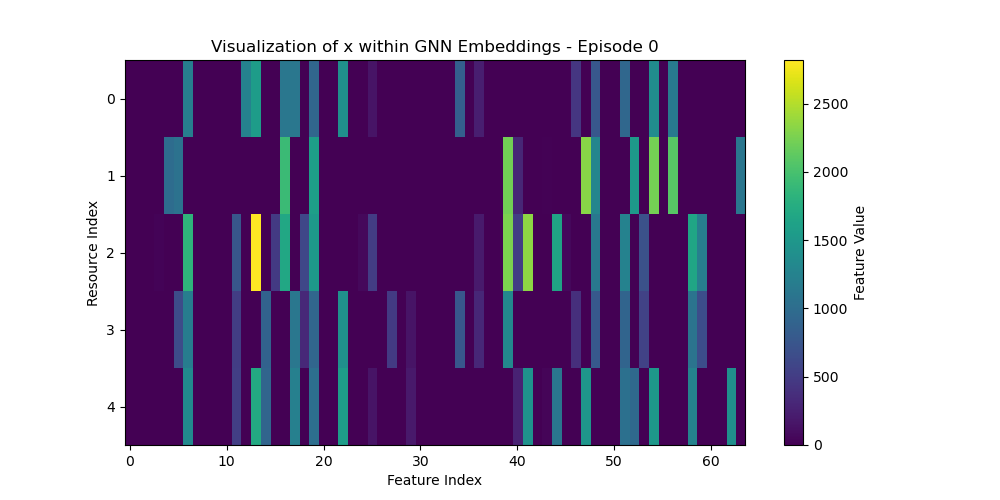 Visualization of x within GNN Embeddings - Episode 0
Resource Index
0
1
2
3
4
0 10 20 30 40 50 60
Feature Index
2500
2000
1500
1000
500
0
Feature Value